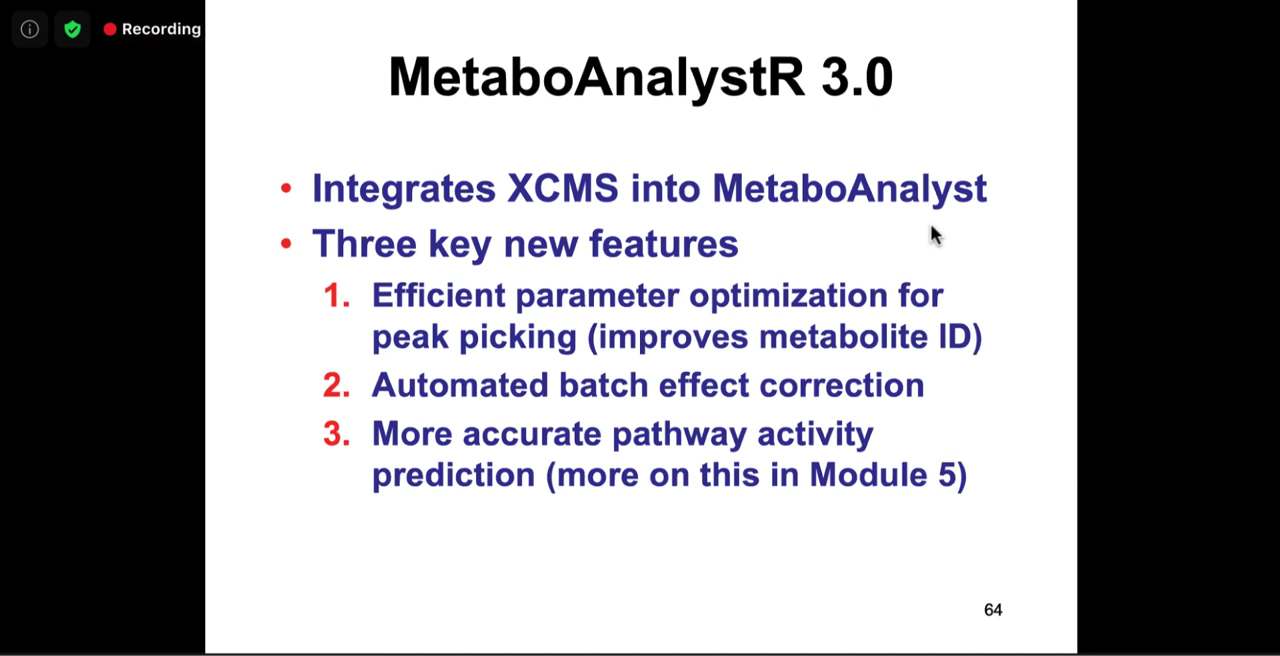 Recording
MetaboAnalystR 3.0
• Integrates XCMS into MetaboAnalyst
• Three key new features
1. Efficient parameter optimization for
peak picking (improves metabolite ID)
2. Automated batch effect correction
3. More accurate pathway activity
prediction (more on this in Module 5)
64